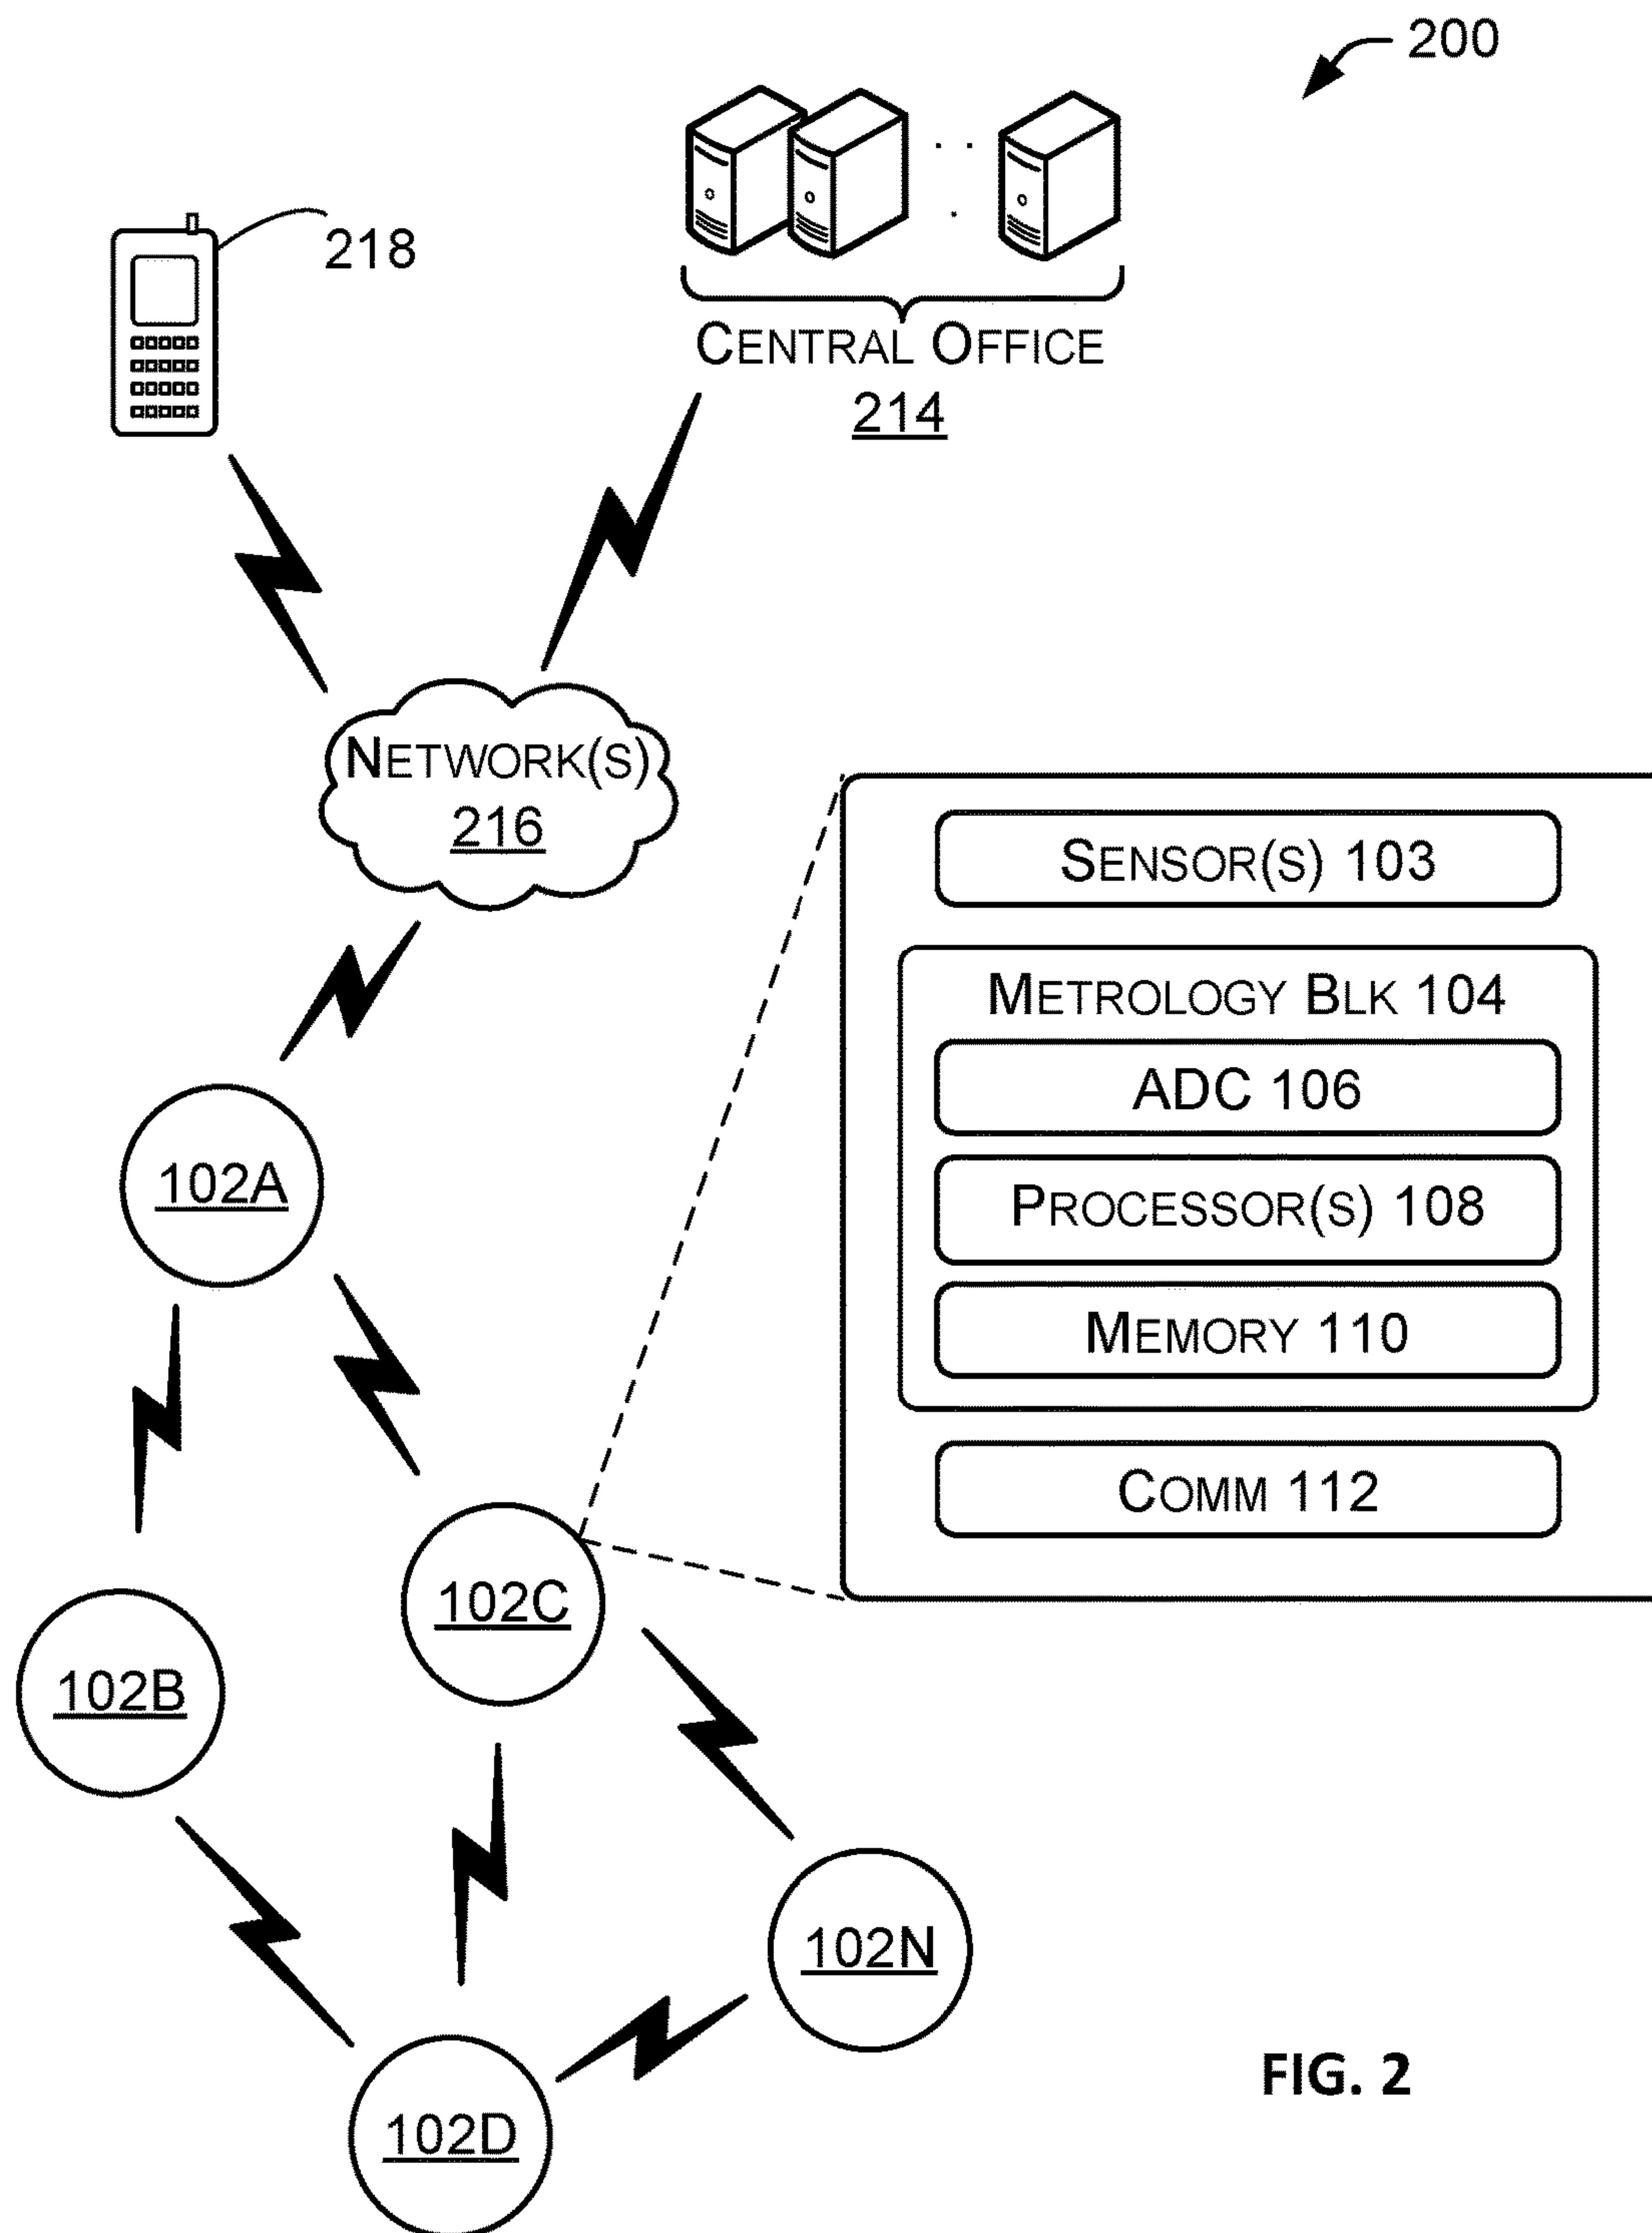 200
218
CENTRAL OFFICE
214
NETWORK(S)
216
SENSOR(S) 103
METROLOGY BLK 104
ADC 106
PROCESSOR(S) 108
MEMORY 110
COMM 112
102A
102C
102B
102N
102D
FIG. 2